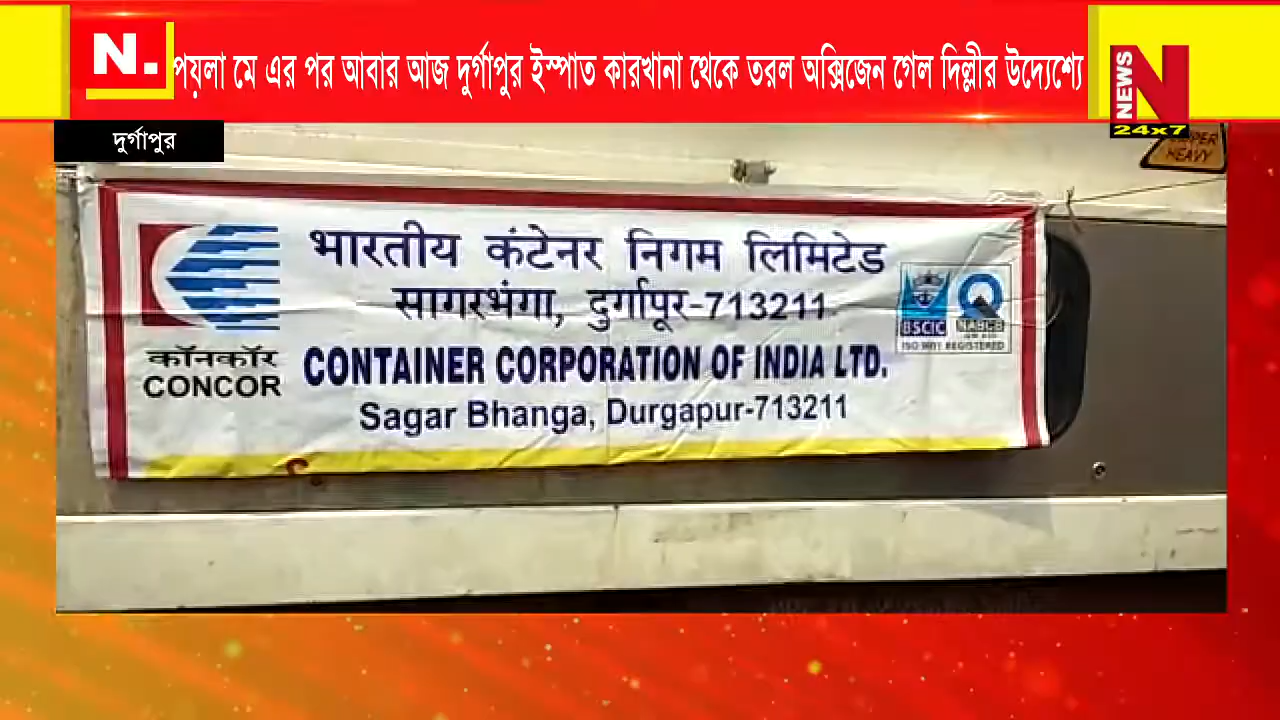 N.
পয়লা মে এর পর আবার আজ দুর্গাপুর ইস্পাত কারখানা থেকে তরল অক্সিজেন গেল দিল্লীর উদ্যেশ্যে
NEWS
N
24x7
দুর্গাপুর
HEAVY
भारतीय कंटेनर निगम लिमिटेड
सागरभंगा, दुर्गापूर-713211
BSCIC
NABCB
ISO 9001 REGISTERED
कॉनकॉर
CONCOR
CONTAINER CORPORATION OF INDIA LTD.
Sagar Bhanga, Durgapur-713211